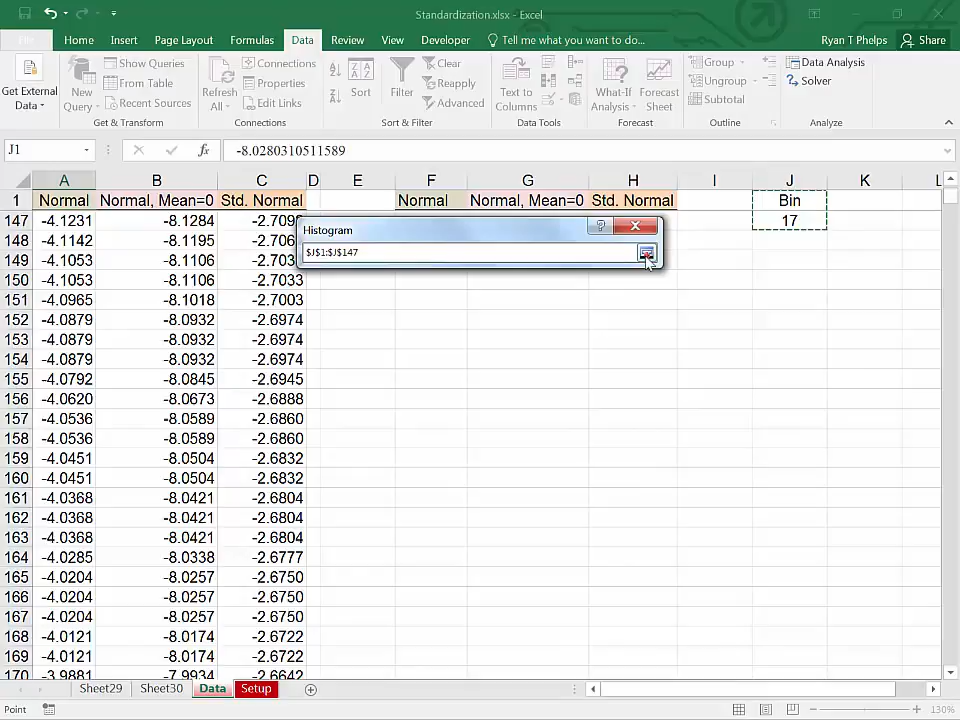 Standardization.xlsx - Excel
File Home Insert Page Layout Formulas Data Review View Developer Tell me what you want to do... Ryan T Phelps Share
Get External Data
New Query
Show Queries
From Table
Recent Sources
Get & Transform
Refresh All
Connections
Properties
Edit Links
Connections
Sort
Filter
Clear
Reapply
Advanced
Sort & Filter
Text to Columns
Data Tools
What-If Analysis
Forecast Sheet
Forecast
Group
Ungroup
Subtotal
Outline
Data Analysis
Solver
Analyze
J1 fx -8.0280310511589
A B C D E F G H I J K L
1 Normal Normal, Mean=0 Std. Normal Normal Normal, Mean=0 Std. Normal Bin
147 -4.1231 -8.1284 -2.709 17
148 -4.1142 -8.1195 -2.706
149 -4.1053 -8.1106 -2.703
150 -4.1053 -8.1106 -2.7033
151 -4.0965 -8.1018 -2.7003
152 -4.0879 -8.0932 -2.6974
153 -4.0879 -8.0932 -2.6974
154 -4.0879 -8.0932 -2.6974
155 -4.0792 -8.0845 -2.6945
156 -4.0620 -8.0673 -2.6888
157 -4.0536 -8.0589 -2.6860
158 -4.0536 -8.0589 -2.6860
159 -4.0451 -8.0504 -2.6832
160 -4.0451 -8.0504 -2.6832
161 -4.0368 -8.0421 -2.6804
162 -4.0368 -8.0421 -2.6804
163 -4.0368 -8.0421 -2.6804
164 -4.0285 -8.0338 -2.6777
165 -4.0204 -8.0257 -2.6750
166 -4.0204 -8.0257 -2.6750
167 -4.0204 -8.0257 -2.6750
168 -4.0121 -8.0174 -2.6722
169 -4.0121 -8.0174 -2.6722
170 -3.9881 -7.9934 -2.6642
Histogram
$J$1:$J$147
Sheet29 Sheet30 Data Setup
Point 130%